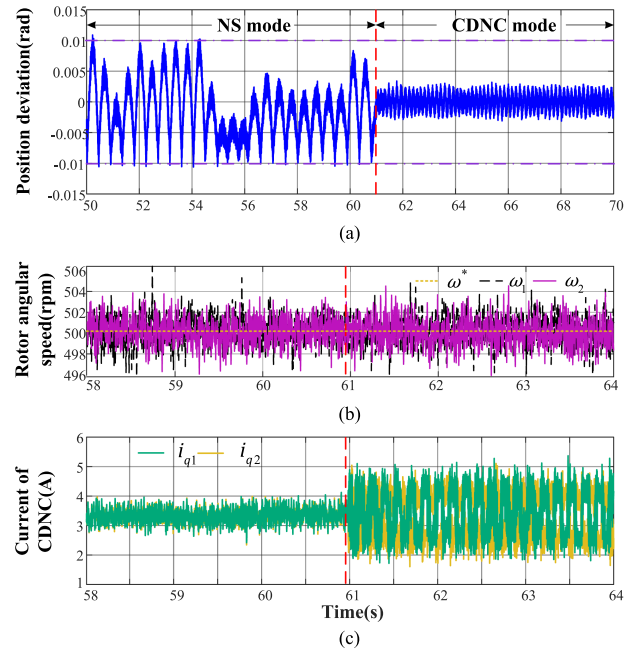 NS mode CDNC mode
0.015
0.01
0.005
0
-0.005
-0.01
-0.015
Position deviation(rad)
50 52 54 56 58 60 62 64 66 68 70
(a)
506
504
502
500
498
496
Rotor angular
speed(rpm)
ω* ω1 ω2
58 59 60 61 62 63 64
(b)
6
5
4
3
2
1
Current of
CDNC(A)
iq1 iq2
58 59 60 61 62 63 64
Time(s)
(c)